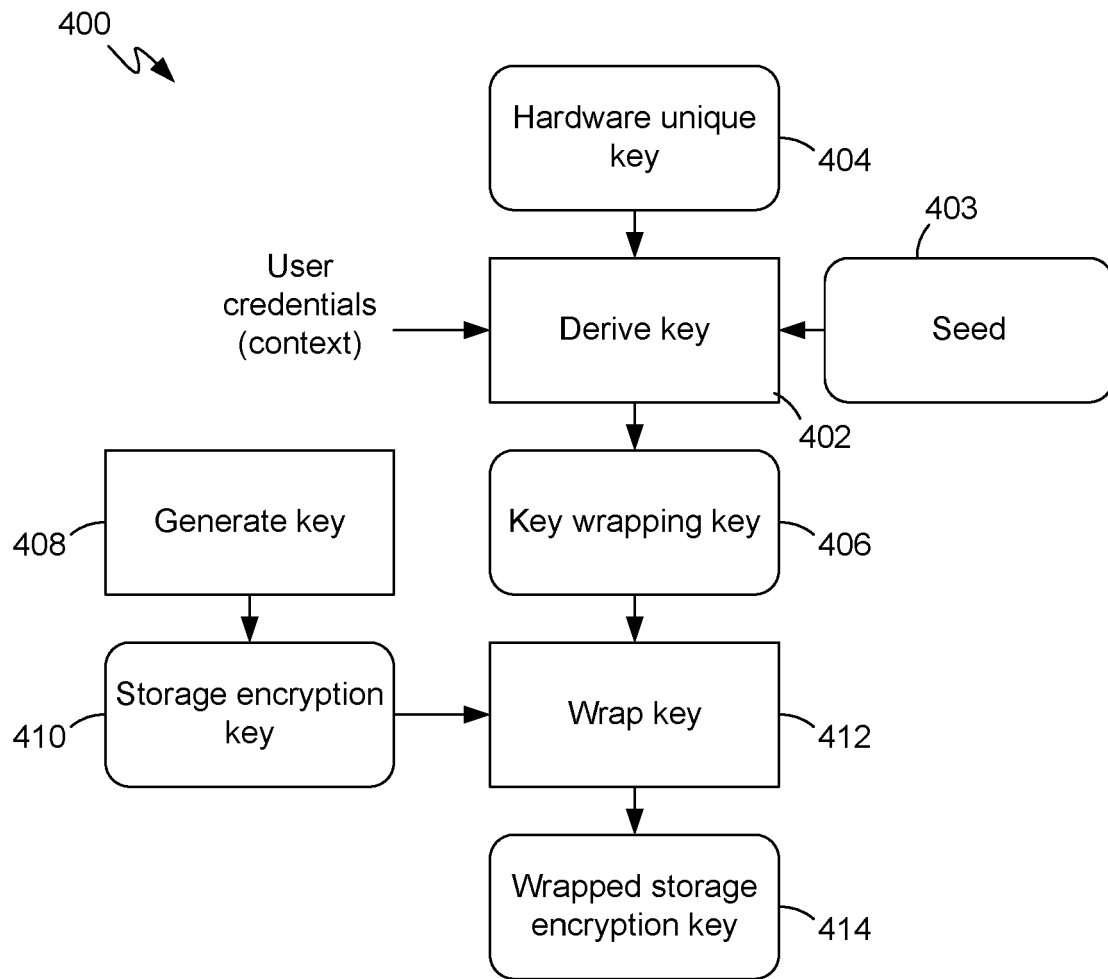 400
Hardware unique
key
404
403
User
credentials
(context)
Derive key
Seed
402
Generate key
408
Key wrapping key
406
Storage encryption
key
410
Wrap key
412
Wrapped storage
encryption key
414